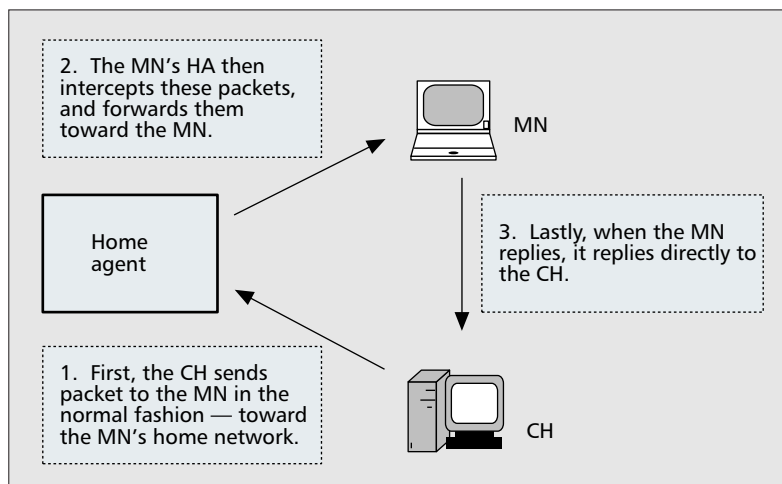 2. The MN's HA then
intercepts these packets,
and forwards them
toward the MN.
MN
Home
agent
3. Lastly, when the MN
replies, it replies directly to
the CH.
1. First, the CH sends
packet to the MN in the
normal fashion — toward
the MN's home network.
CH